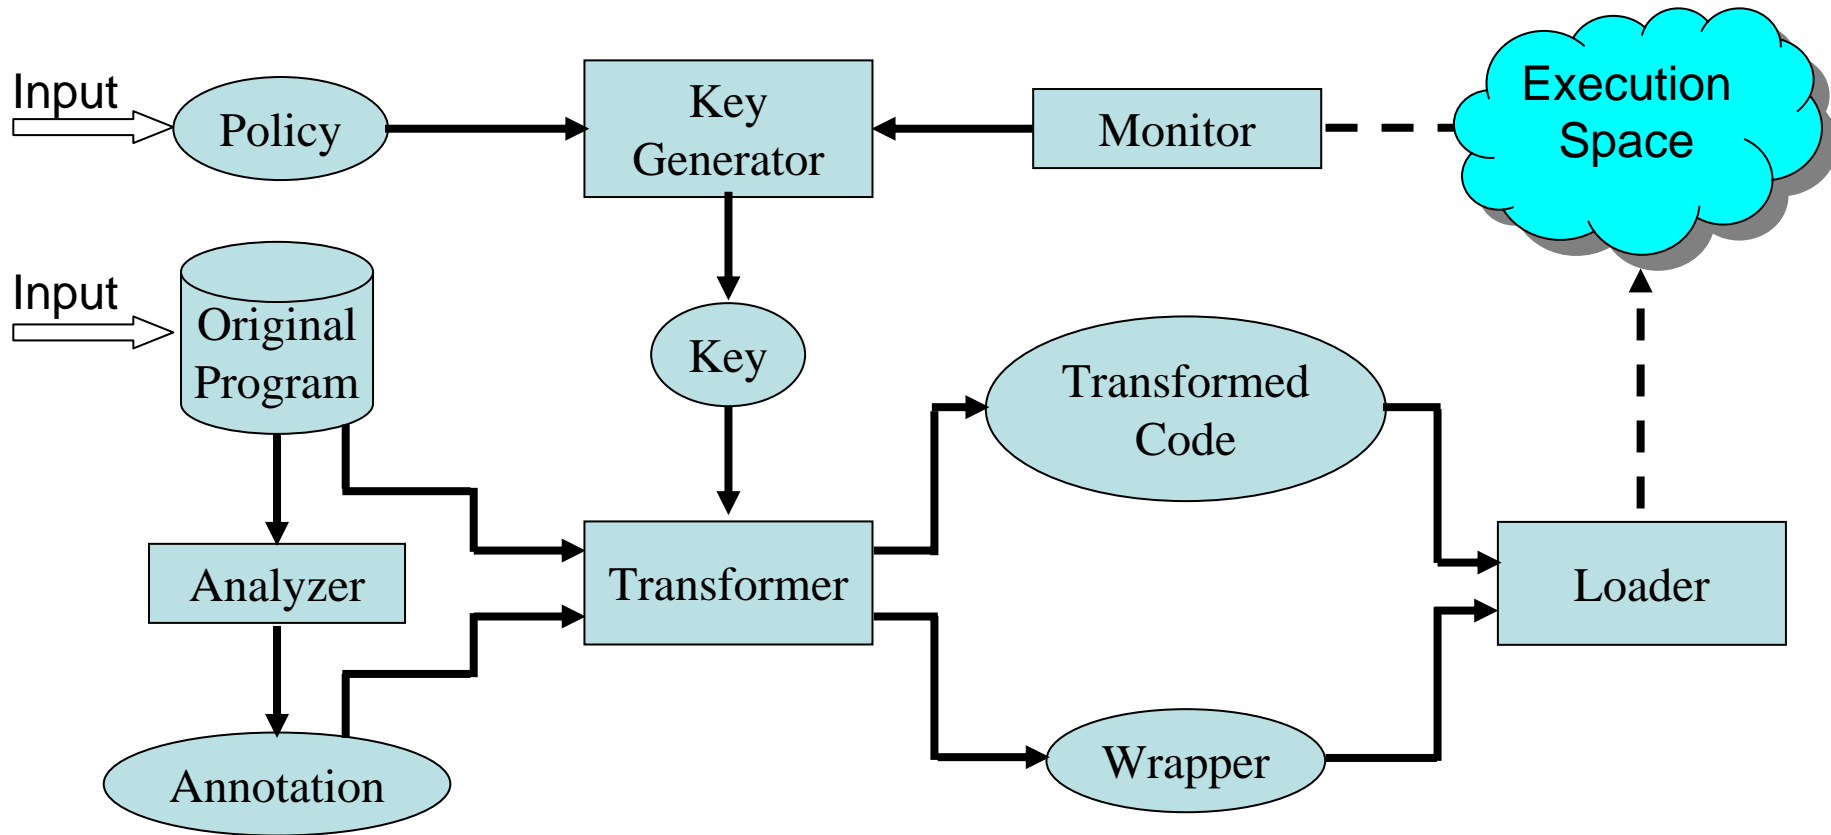 Input
Policy
Key
Generator
Monitor
Execution
Space
Input
Original
Program
Key
Transformed
Code
Analyzer
Transformer
Loader
Annotation
Wrapper